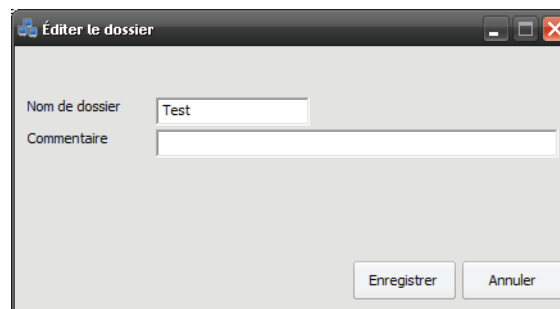 Éditer le dossier
Nom de dossier Test
Commentaire
Enregistrer Annuler